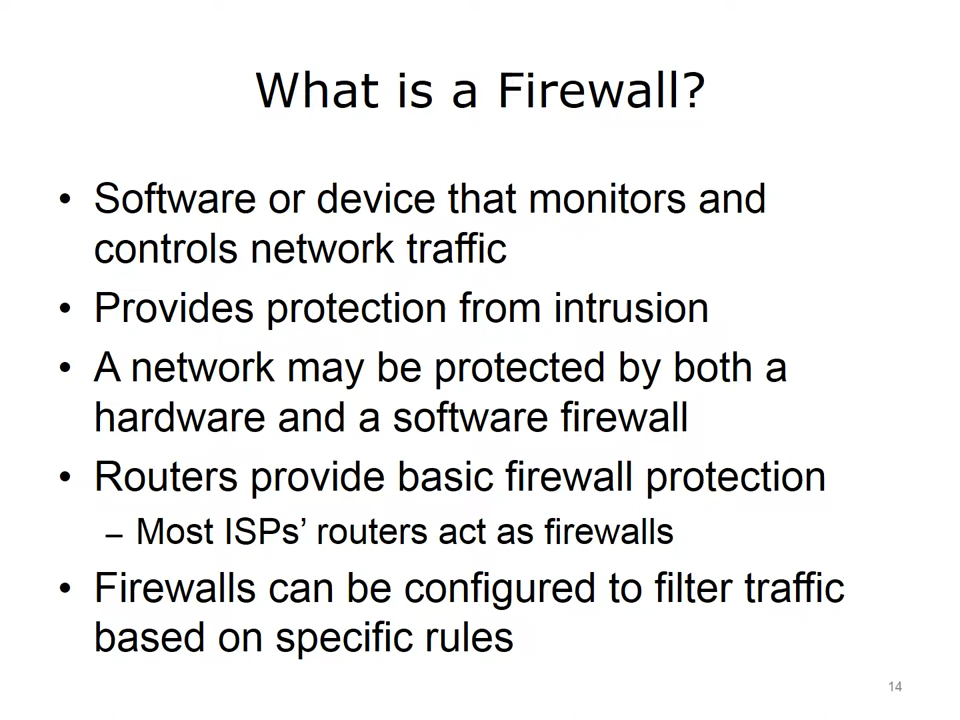 What is a Firewall?
• Software or device that monitors and
controls network traffic
• Provides protection from intrusion
• A network may be protected by both a
hardware and a software firewall
• Routers provide basic firewall protection
– Most ISPs’ routers act as firewalls
• Firewalls can be configured to filter traffic
based on specific rules
14